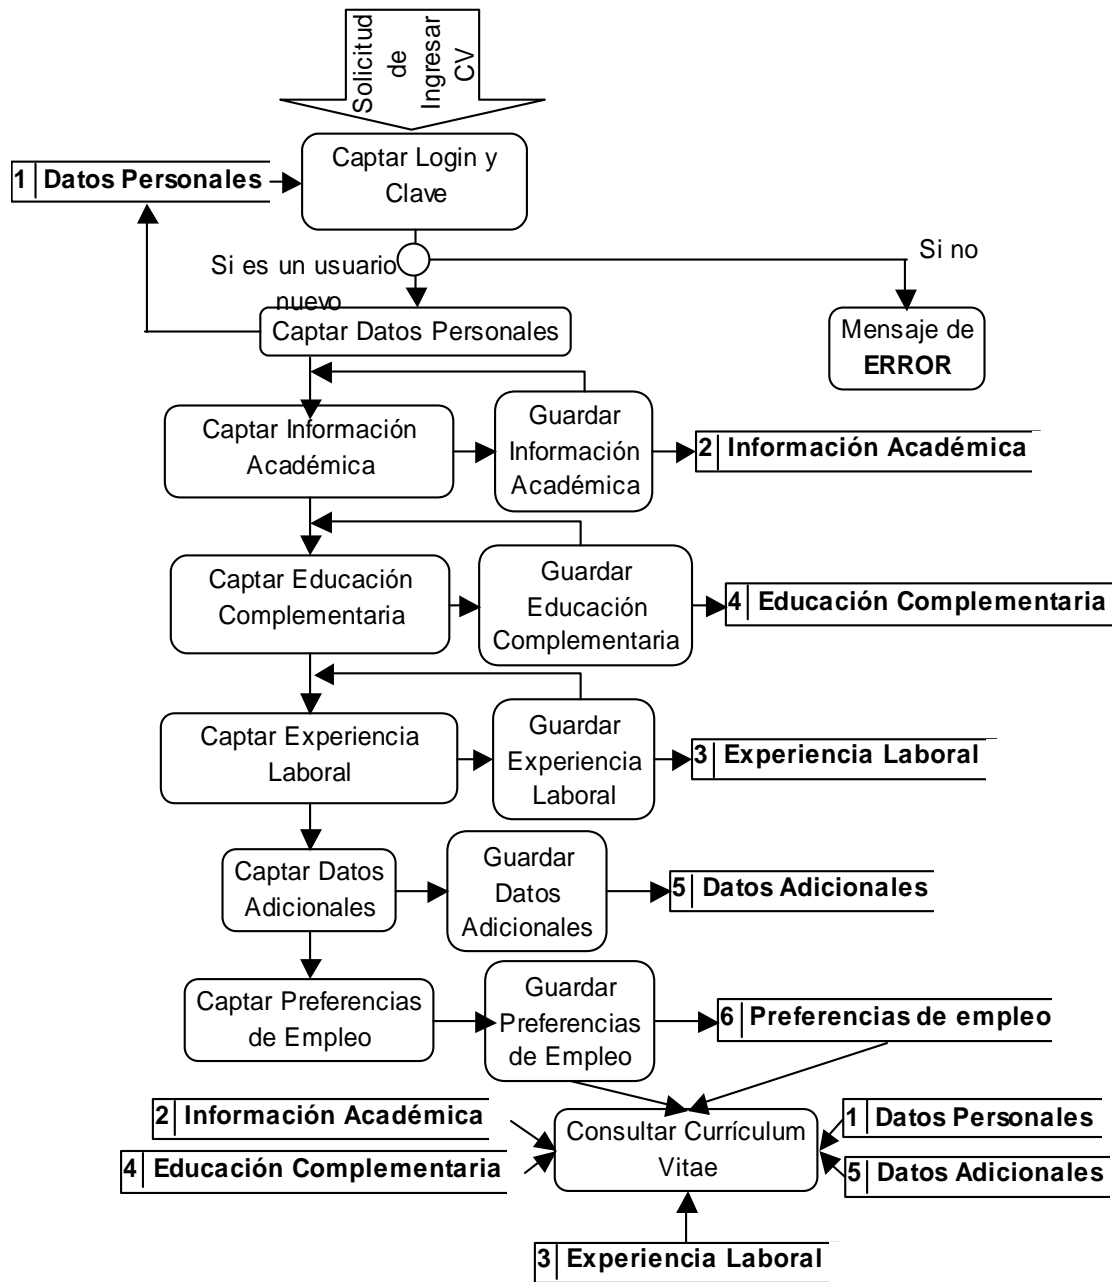 Solicitud
de
Ingresar
CV
Captar Login y
Clave
1 Datos Personales
Si es un usuario
nuevo
Si no
Captar Datos Personales
Mensaje de
ERROR
Captar Información
Académica
Guardar
Información
Académica
2 Información Académica
Captar Educación
Complementaria
Guardar
Educación
Complementaria
4 Educación Complementaria
Captar Experiencia
Laboral
Guardar
Experiencia
Laboral
3 Experiencia Laboral
Captar Datos
Adicionales
Guardar
Datos
Adicionales
5 Datos Adicionales
Captar Preferencias
de Empleo
Guardar
Preferencias
de Empleo
6 Preferencias de empleo
2 Información Académica
4 Educación Complementaria
Consultar Currículum
Vitae
1 Datos Personales
5 Datos Adicionales
3 Experiencia Laboral